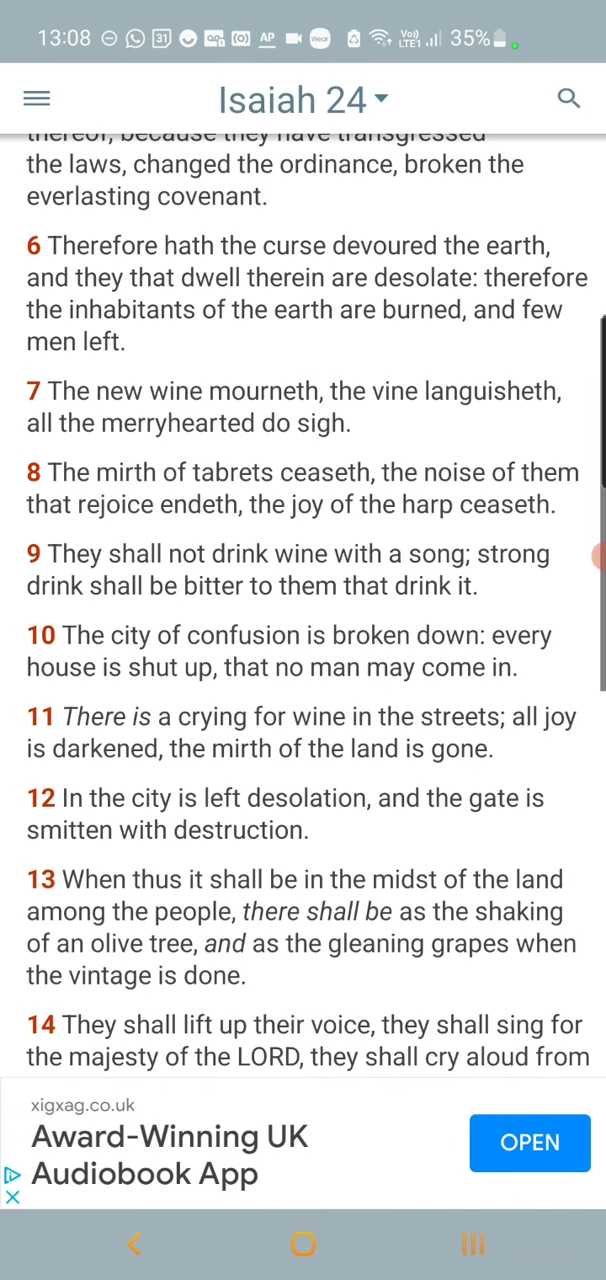 13:08 31 AP Wear Vo)) LTE1 35%
Isaiah 24
thereof, because they have transgressed
the laws, changed the ordinance, broken the
everlasting covenant.
6 Therefore hath the curse devoured the earth,
and they that dwell therein are desolate: therefore
the inhabitants of the earth are burned, and few
men left.
7 The new wine mourneth, the vine languisheth,
all the merryhearted do sigh.
8 The mirth of tabrets ceaseth, the noise of them
that rejoice endeth, the joy of the harp ceaseth.
9 They shall not drink wine with a song; strong
drink shall be bitter to them that drink it.
10 The city of confusion is broken down: every
house is shut up, that no man may come in.
11 There is a crying for wine in the streets; all joy
is darkened, the mirth of the land is gone.
12 In the city is left desolation, and the gate is
smitten with destruction.
13 When thus it shall be in the midst of the land
among the people, there shall be as the shaking
of an olive tree, and as the gleaning grapes when
the vintage is done.
14 They shall lift up their voice, they shall sing for
the majesty of the LORD, they shall cry aloud from
xigxag.co.uk
Award-Winning UK
Audiobook App
OPEN